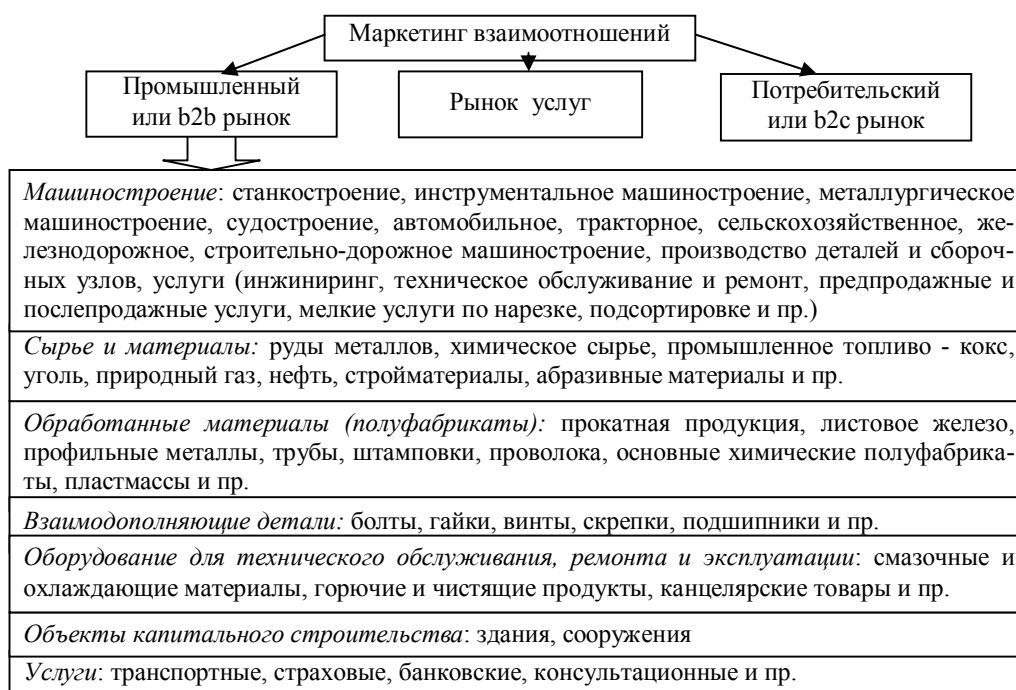 Маркетинг взаимоотношений
Промышленный
или b2b рынок
Рынок услуг
Потребительский
или b2c рынок
Машиностроение: станкостроение, инструментальное машиностроение, металлургическое
машиностроение, судостроение, автомобильное, тракторное, сельскохозяйственное, же-
лезнодорожное, строительно-дорожное машиностроение, производство деталей и сбороч-
ных узлов, услуги (инжиниринг, техническое обслуживание и ремонт, предпродажные и
послепродажные услуги, мелкие услуги по нарезке, подсортировке и пр.)
Сырье и материалы: руды металлов, химическое сырье, промышленное топливо - кокс,
уголь, природный газ, нефть, стройматериалы, абразивные материалы и пр.
Обработанные материалы (полуфабрикаты): прокатная продукция, листовое железо,
профильные металлы, трубы, штамповки, проволока, основные химические полуфабрика-
ты, пластмассы и пр.
Взаимодополняющие детали: болты, гайки, винты, скрепки, подшипники и пр.
Оборудование для технического обслуживания, ремонта и эксплуатации: смазочные и
охлаждающие материалы, горючие и чистящие продукты, канцелярские товары и пр.
Объекты капитального строительства: здания, сооружения
Услуги: транспортные, страховые, банковские, консультационные и пр.